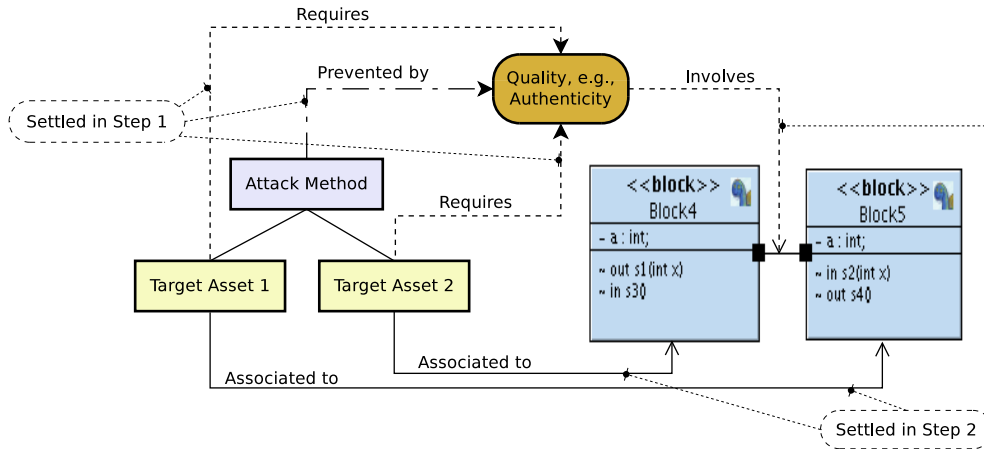 Requires
Prevented by
Quality, e.g.,
Authenticity
Involves
Settled in Step 1
Attack Method
Requires
<<block>>
Block4
- a : int;
~ out s1(int x)
~ in s3()
<<block>>
Block5
- a : int;
~ in s2(int x)
~ out s4()
Target Asset 1
Target Asset 2
Associated to
Associated to
Settled in Step 2